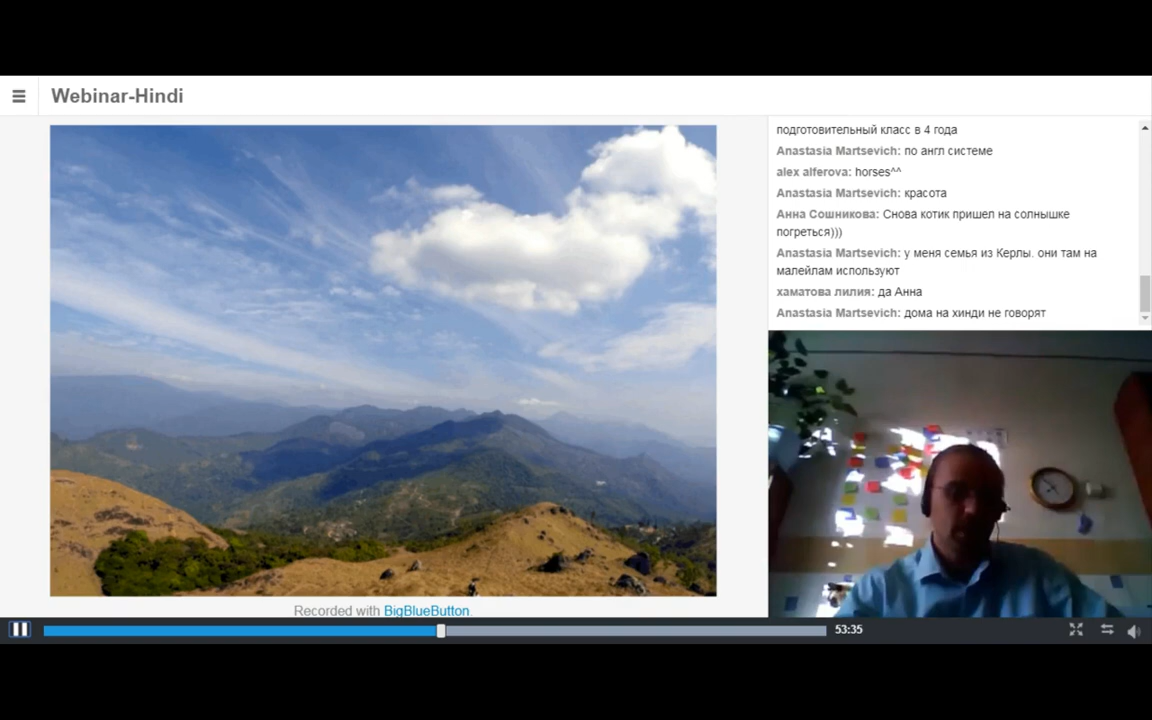 Webinar-Hindi
подготовительный класс в 4 года
Anastasia Martsevich: по англ системе
alex alferova: horses^^
Anastasia Martsevich: красота
Анна Сошникова: Снова котик пришел на солнышке
погреться)))
Anastasia Martsevich: у меня семья из Керлы. они там на
малейлам используют
хаматова лилия: да Анна
Anastasia Martsevich: дома на хинди не говорят
Recorded with BigBlueButton.
53:35